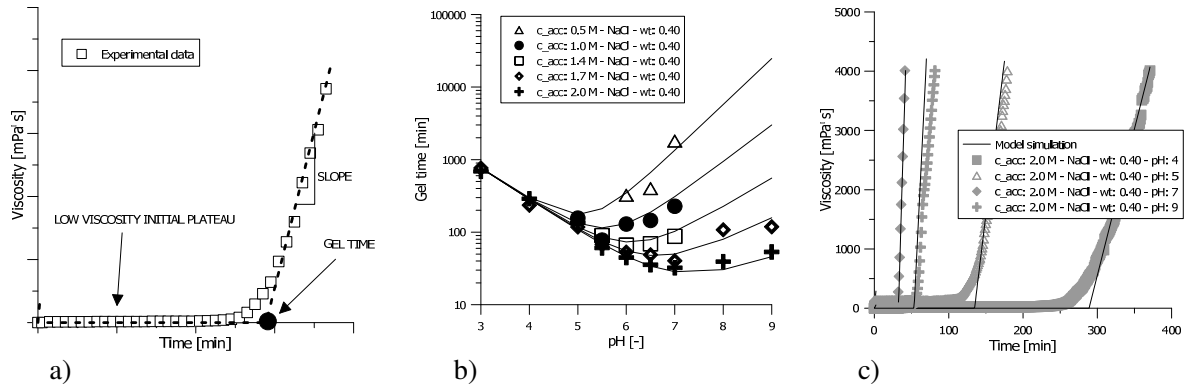 Viscosity [mPa s]
Experimental data
SLOPE
LOW VISCOSITY INITIAL PLATEAU
GEL TIME
Time [min]
a)
Gel time [min]
100000
10000
1000
100
10
c_acc: 0.5 M - NaCl - wt: 0.40
c_acc: 1.0 M - NaCl - wt: 0.40
c_acc: 1.4 M - NaCl - wt: 0.40
c_acc: 1.7 M - NaCl - wt: 0.40
c_acc: 2.0 M - NaCl - wt: 0.40
3 4 5 6 7 8 9
pH [-]
b)
Viscosity [mPa s]
5000
4000
3000
2000
1000
0
Model simullation
c_acc: 2.0 M - NaCl - wt: 0.40 - pH: 4
c_acc: 2.0 M - NaCl - wt: 0.40 - pH: 5
c_acc: 2.0 M - NaCl - wt: 0.40 - pH: 7
c_acc: 2.0 M - NaCl - wt: 0.40 - pH: 9
0 100 200 300 400
Time [min]
c)